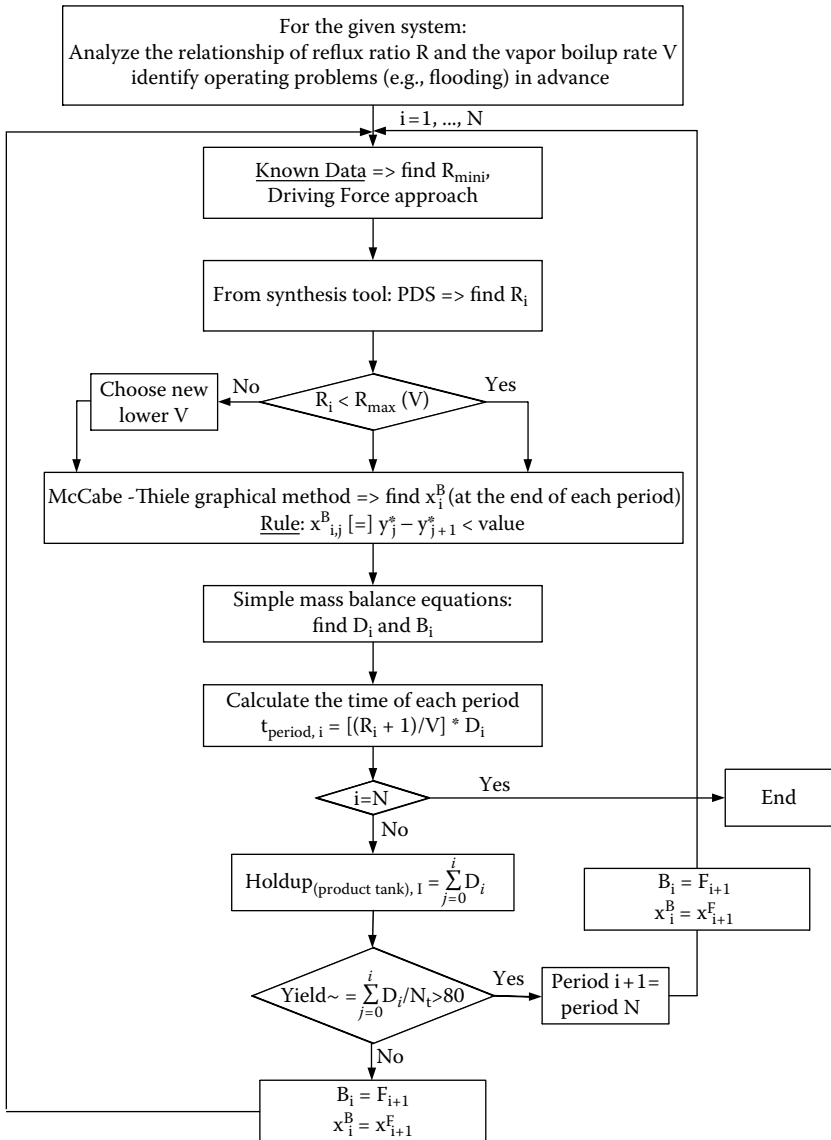 For the given system:
Analyze the relationship of reflux ratio R and the vapor boilup rate V
identify operating problems (e.g., flooding) in advance
i=1, ..., N
Known Data => find R_mini,
Driving Force approach
From synthesis tool: PDS => find R_i
Choose new
lower V
No
R_i < R_max (V)
Yes
McCabe -Thiele graphical method => find x_i^B (at the end of each period)
Rule: x^B_i,j [=] y*_j – y*_j+1 < value
Simple mass balance equations:
find D_i and B_i
Calculate the time of each period
t_period, i = [(R_i + 1)/V] * D_i
i=N
Yes
End
No
Holdup_(product tank), I = ∑_{j=0}^{i} D_i
B_i = F_i+1
x_i^B = x^F_i+1
Yield~ = ∑_{j=0}^{i} D_i/N_t>80
Yes
Period i+1=
period N
No
B_i = F_i+1
x_i^B = x^F_i+1